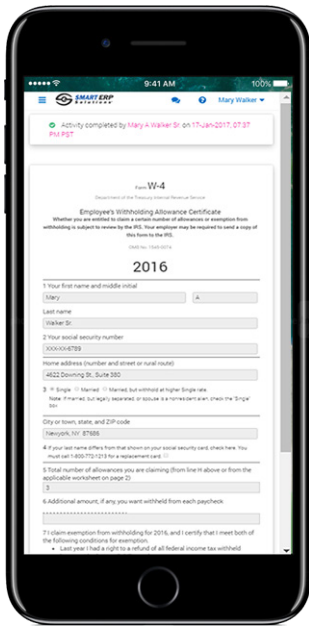 9:41 AM
100%
SMART ERP
Solutions
Mary Walker
Activity completed by Mary A Walker Sr. on 17-Jan-2017, 07:37
PM PST
Form W-4
Department of the Treasury Internal Revenue Service
Employee's Withholding Allowance Certificate
Whether you are entitled to claim a certain number of allowances or exemption from
withholding is subject to review by the IRS. Your employer may be required to send a copy of
this form to the IRS.
OMB No. 1545-0074
2016
1 Your first name and middle initial
Mary
A
Last name
Walker Sr.
2 Your social security number
XXX-XX-6789
Home address (number and street or rural route)
4622 Downing St., Suite 380
3 Single Married Married, but withhold at higher Single rate.
Note: If married, but legally separated, or spouse is a nonresident alien, check the 'Single'
box
City or town, state, and ZIP code
Newyork, NY. 87686
4 If your last name differs from that shown on your social security card, check here. You
must call 1-800-772-1213 for a replacement card.
5 Total number of allowances you are claiming (from line H above or from the
applicable worksheet on page 2)
3
6 Additional amount, if any, you want withheld from each paycheck
7 I claim exemption from withholding for 2016, and I certify that I meet both of
the following conditions for exemption.
Last year I had a right to a refund of all federal income tax withheld